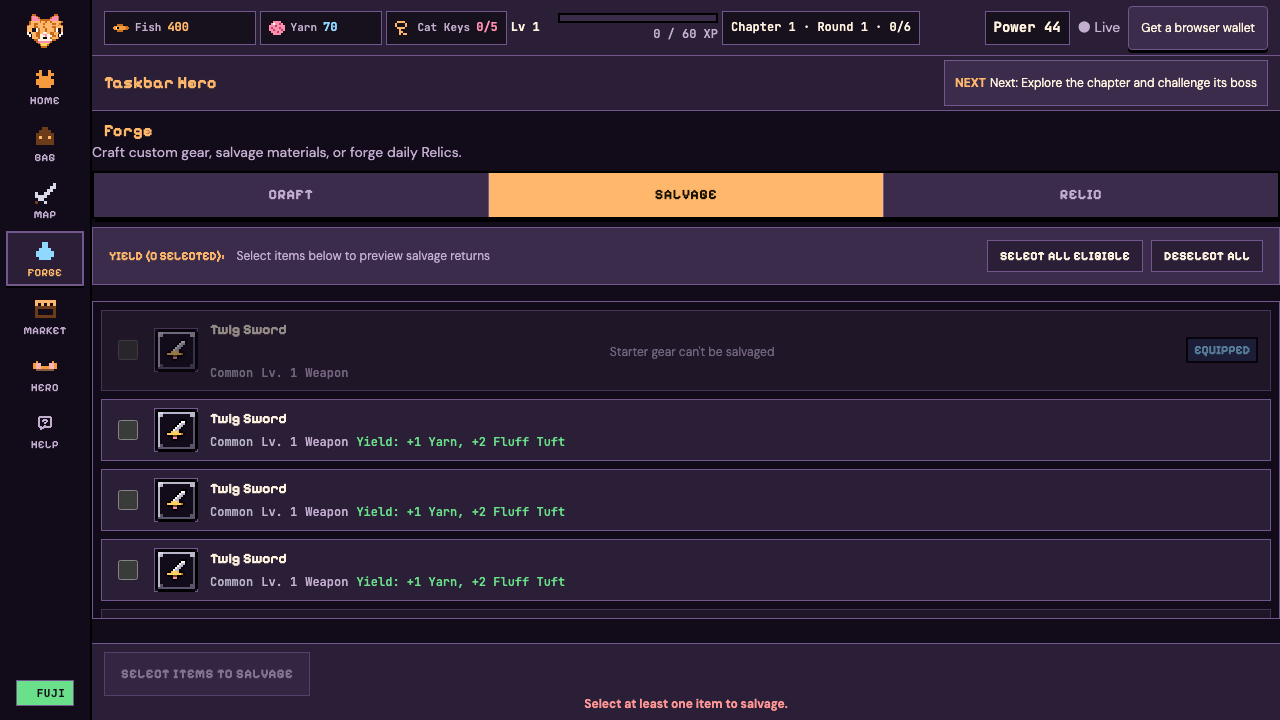 Fish 400
Yarn 70
Cat Keys 0/5
Lv 1
0 / 60 XP
Chapter 1 · Round 1 · 0/6
Power 44
Live
Get a browser wallet
HOME
BAG
MAP
FORGE
MARKET
HERO
HELP
FUJI
Taskbar Hero
NEXT Next: Explore the chapter and challenge its boss
Forge
Craft custom gear, salvage materials, or forge daily Relics.
CRAFT
SALVAGE
RELIC
YIELD (0 SELECTED):
Select items below to preview salvage returns
SELECT ALL ELIGIBLE
DESELECT ALL
Twig Sword
Common Lv. 1 Weapon
Starter gear can't be salvaged
EQUIPPED
Twig Sword
Common Lv. 1 Weapon Yield: +1 Yarn, +2 Fluff Tuft
Twig Sword
Common Lv. 1 Weapon Yield: +1 Yarn, +2 Fluff Tuft
Twig Sword
Common Lv. 1 Weapon Yield: +1 Yarn, +2 Fluff Tuft
SELECT ITEMS TO SALVAGE
Select at least one item to salvage.